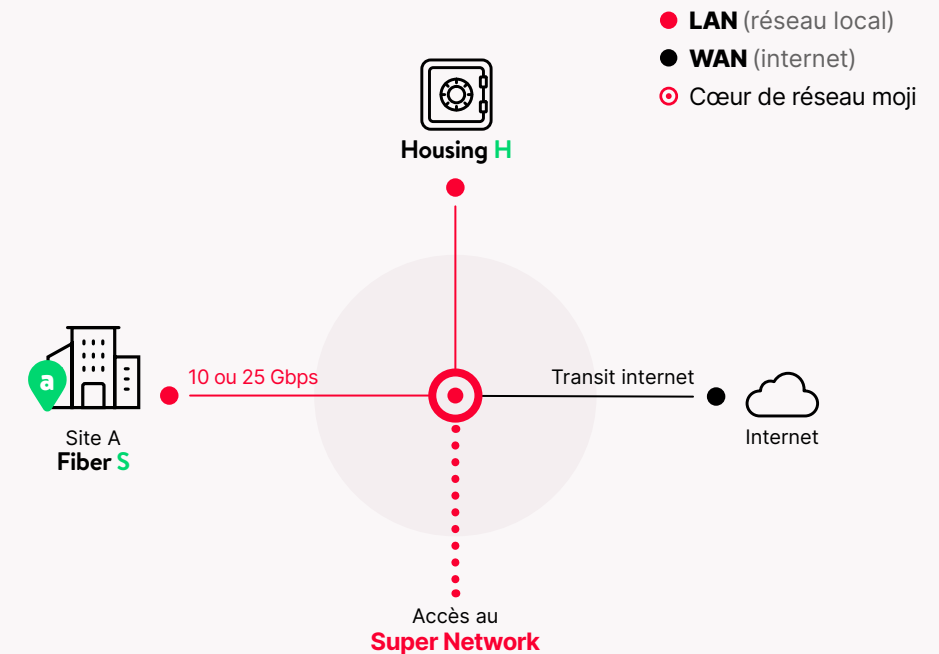 LAN (réseau local)
WAN (internet)
Cœur de réseau moji
Housing H
a
10 ou 25 Gbps
Transit internet
Site A
Fiber S
Internet
Accès au
Super Network